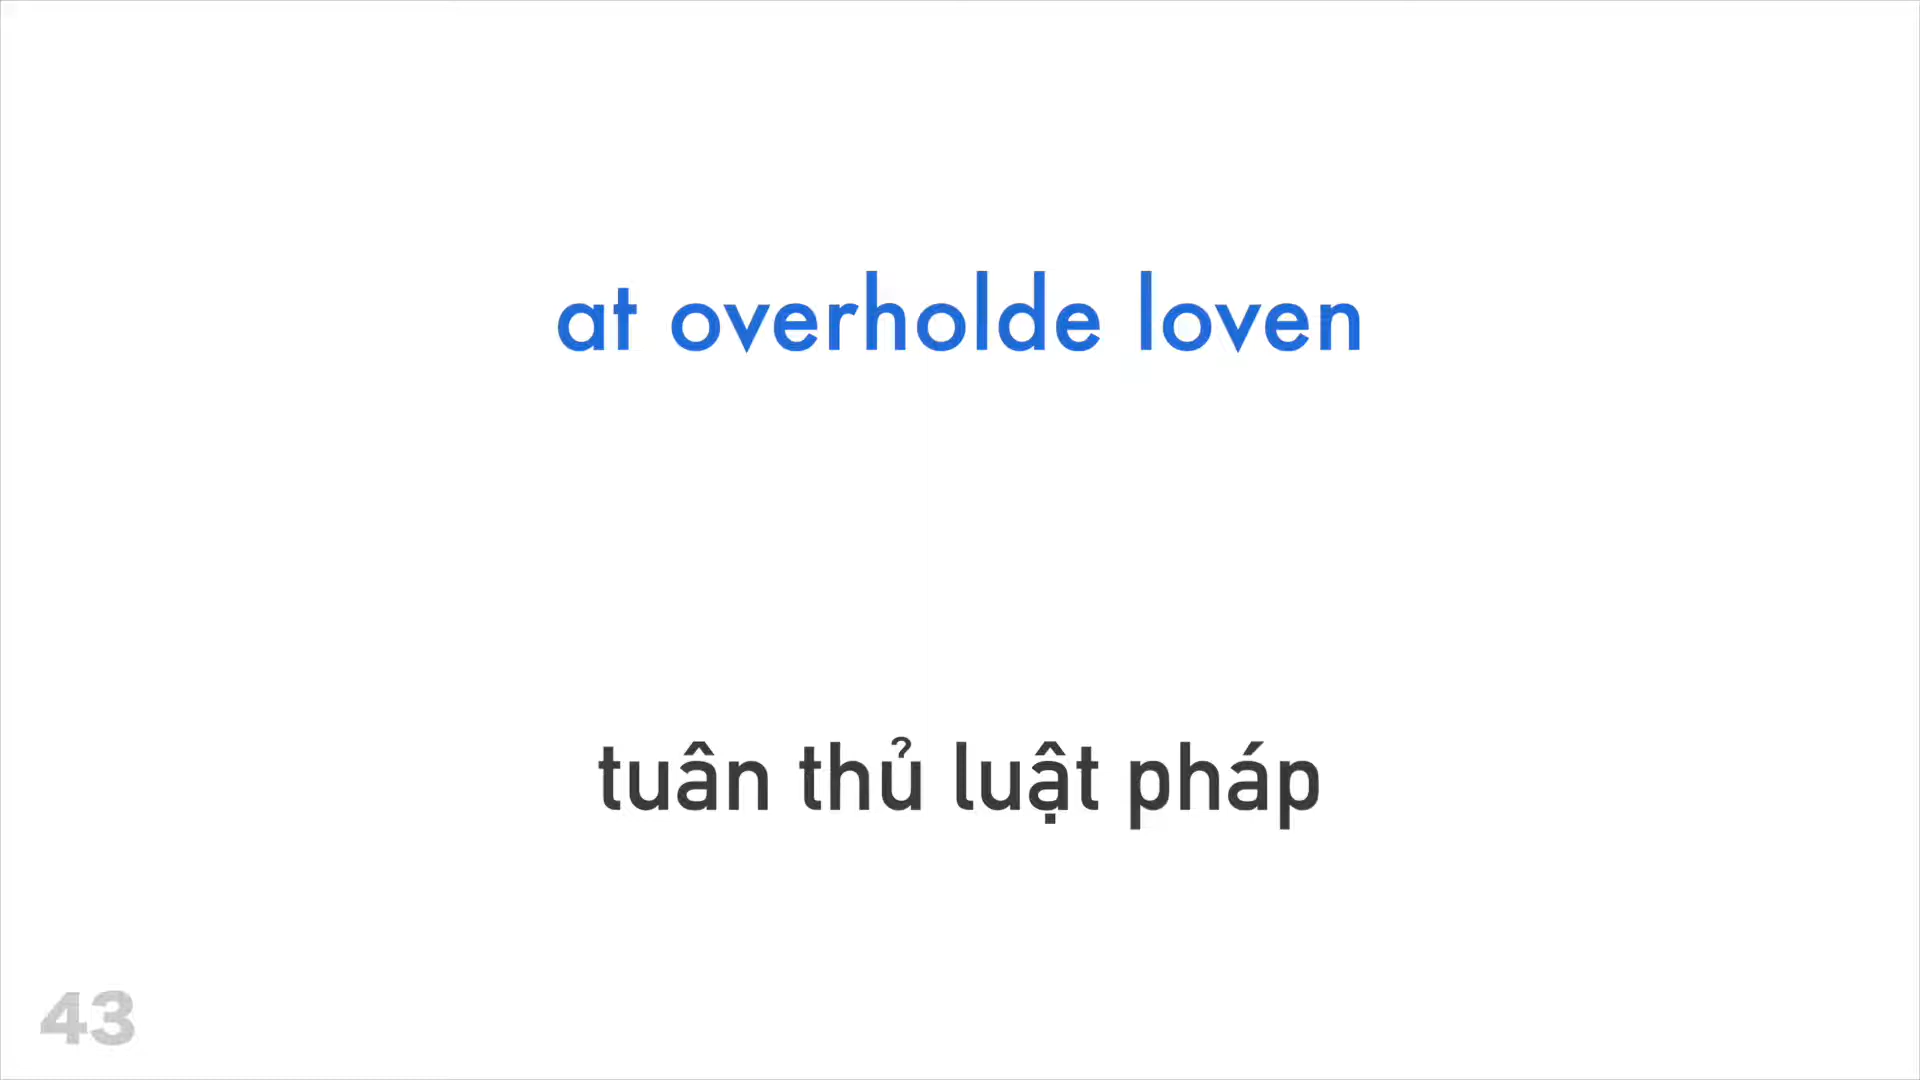 at overholde loven
tuân thủ luật pháp
43